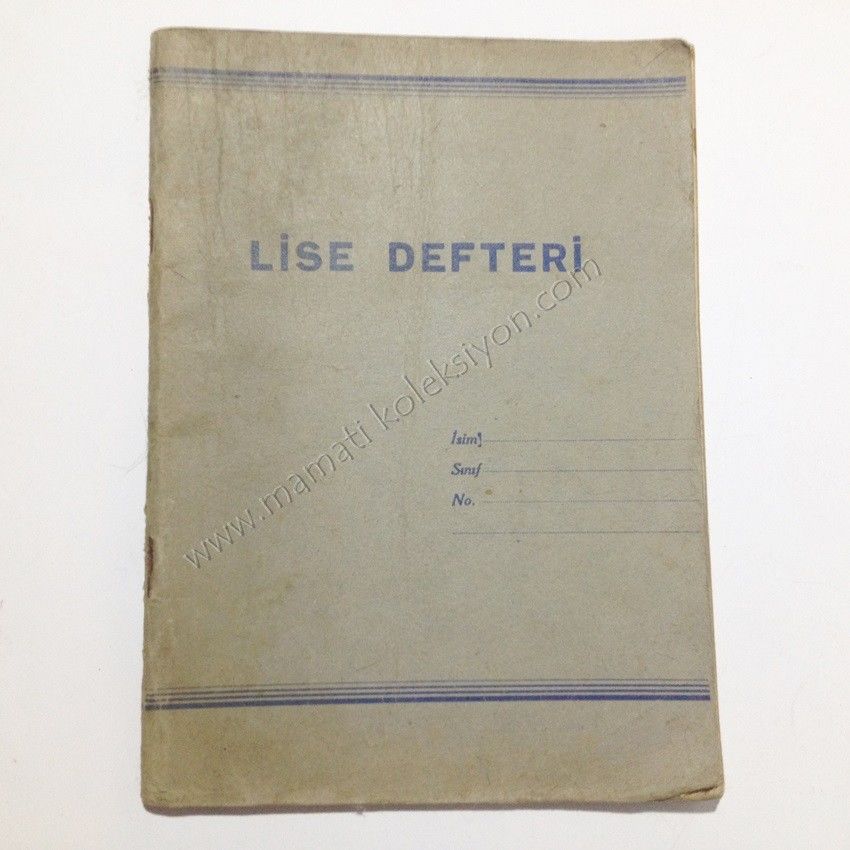 LİSE DEFTERİ
İsim
Sınıf
No.
www.mamati koleksiyon.com